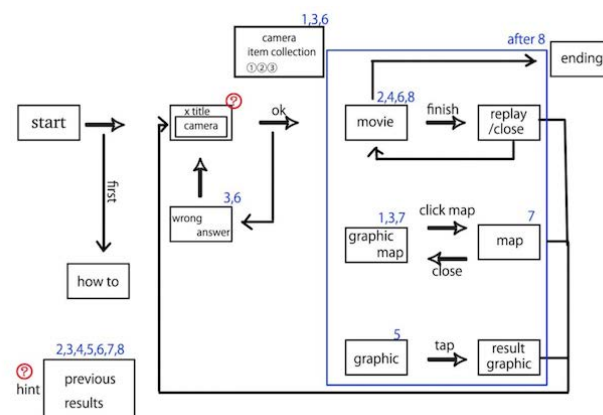 1,3,6
camera
item collection
①②③
after 8
ending
start
x title
camera
?
ok
2,4,6,8
movie
finish
replay
/close
first
3,6
wrong
answer
1,3,7
graphic
map
click map
close
7
map
how to
2,3,4,5,6,7,8
?
hint
previous
results
5
graphic
tap
result
graphic